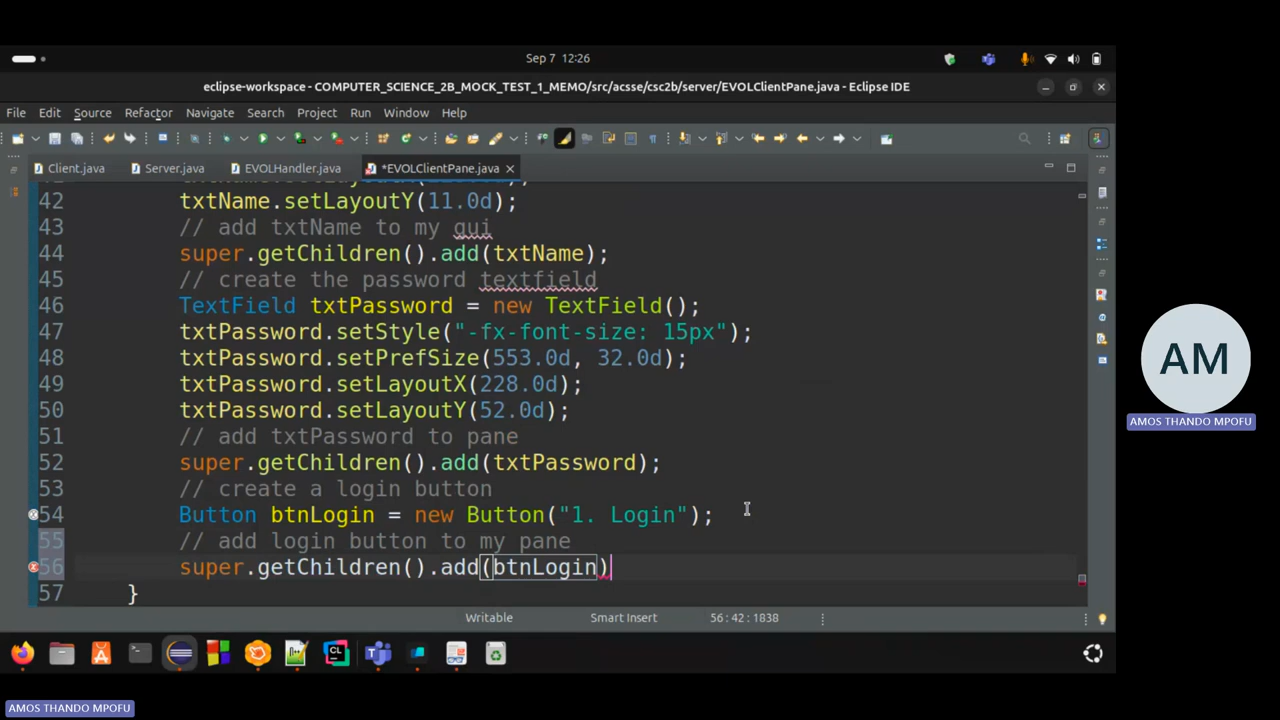 Sep 7 12:26
eclipse-workspace - COMPUTER_SCIENCE_2B_MOCK_TEST_1_MEMO/src/acsse/csc2b/server/EVOLClientPane.java - Eclipse IDE
File Edit Source Refactor Navigate Search Project Run Window Help
Client.java Server.java EVOLHandler.java *EVOLClientPane.java
42 txtName.setLayoutY(11.0d);
43 // add txtName to my gui
44 super.getChildren().add(txtName);
45 // create the password textfield
46 TextField txtPassword = new TextField();
47 txtPassword.setStyle("-fx-font-size: 15px");
48 txtPassword.setPrefSize(553.0d, 32.0d);
49 txtPassword.setLayoutX(228.0d);
50 txtPassword.setLayoutY(52.0d);
51 // add txtPassword to pane
52 super.getChildren().add(txtPassword);
53 // create a login button
54 Button btnLogin = new Button("1. Login");
55 // add login button to my pane
56 super.getChildren().add(btnLogin)
57 }
Writable Smart Insert 56 : 42 : 1838
AM
AMOS THANDO MPOFU
AMOS THANDO MPOFU